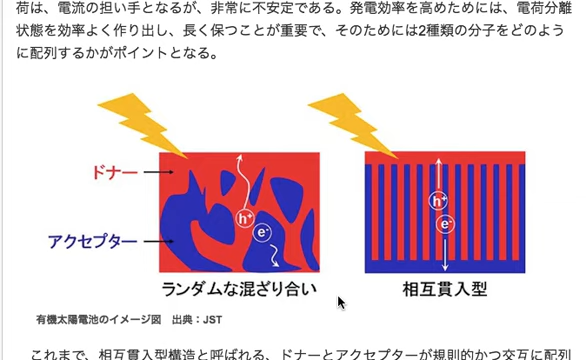 荷は、電流の担い手となるが、非常に不安定である。発電効率を高めためには、電荷分離
状態を効率よく作り出し、長く保つことが重要で、そのためには2種類の分子をどのよう
に配列するかがポイントとなる。
ドナー
アクセプター
h⁺
e⁻
h⁺
e⁻
ランダムな混ざり合い
相互貫入型
有機太陽電池のイメージ図 出典：JST
これまで、相互貫入型構造と呼ばれる、ドナーとアクセプターが規則的かつ交互に配列